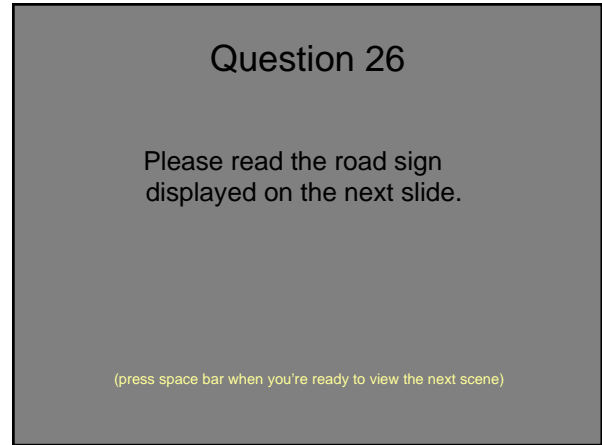 Question 26
Please read the road sign
displayed on the next slide.
(press space bar when you're ready to view the next scene)